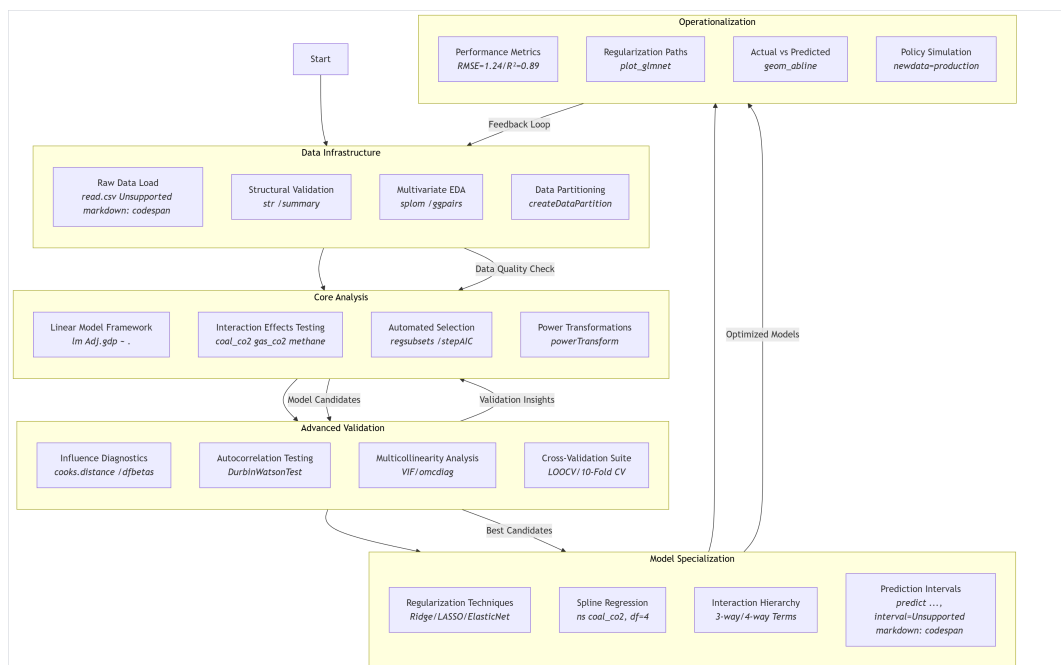 Operationalization
Performance Metrics
RMSE=1.24/R²=0.89
Regularization Paths
plot_glmnet
Actual vs Predicted
geom_abline
Policy Simulation
newdata=production
Start
Feedback Loop
Data Infrastructure
Raw Data Load
read.csv Unsupported
markdown: codespan
Structural Validation
str /summary
Multivariate EDA
splom /ggpairs
Data Partitioning
createDataPartition
Data Quality Check
Core Analysis
Linear Model Framework
lm Adj.gdp ~ .
Interaction Effects Testing
coal_co2 gas_co2 methane
Automated Selection
regsubsets /stepAIC
Power Transformations
powerTransform
Optimized Models
Model Candidates
Validation Insights
Advanced Validation
Influence Diagnostics
cooks.distance /dfbetas
Autocorrelation Testing
DurbinWatsonTest
Multicollinearity Analysis
VIF/omcdiag
Cross-Validation Suite
LOOCV/10-Fold CV
Best Candidates
Model Specialization
Regularization Techniques
Ridge/LASSO/ElasticNet
Spline Regression
ns coal_co2, df=4
Interaction Hierarchy
3-way/4-way Terms
Prediction Intervals
predict ...,
interval=Unsupported
markdown: codespan